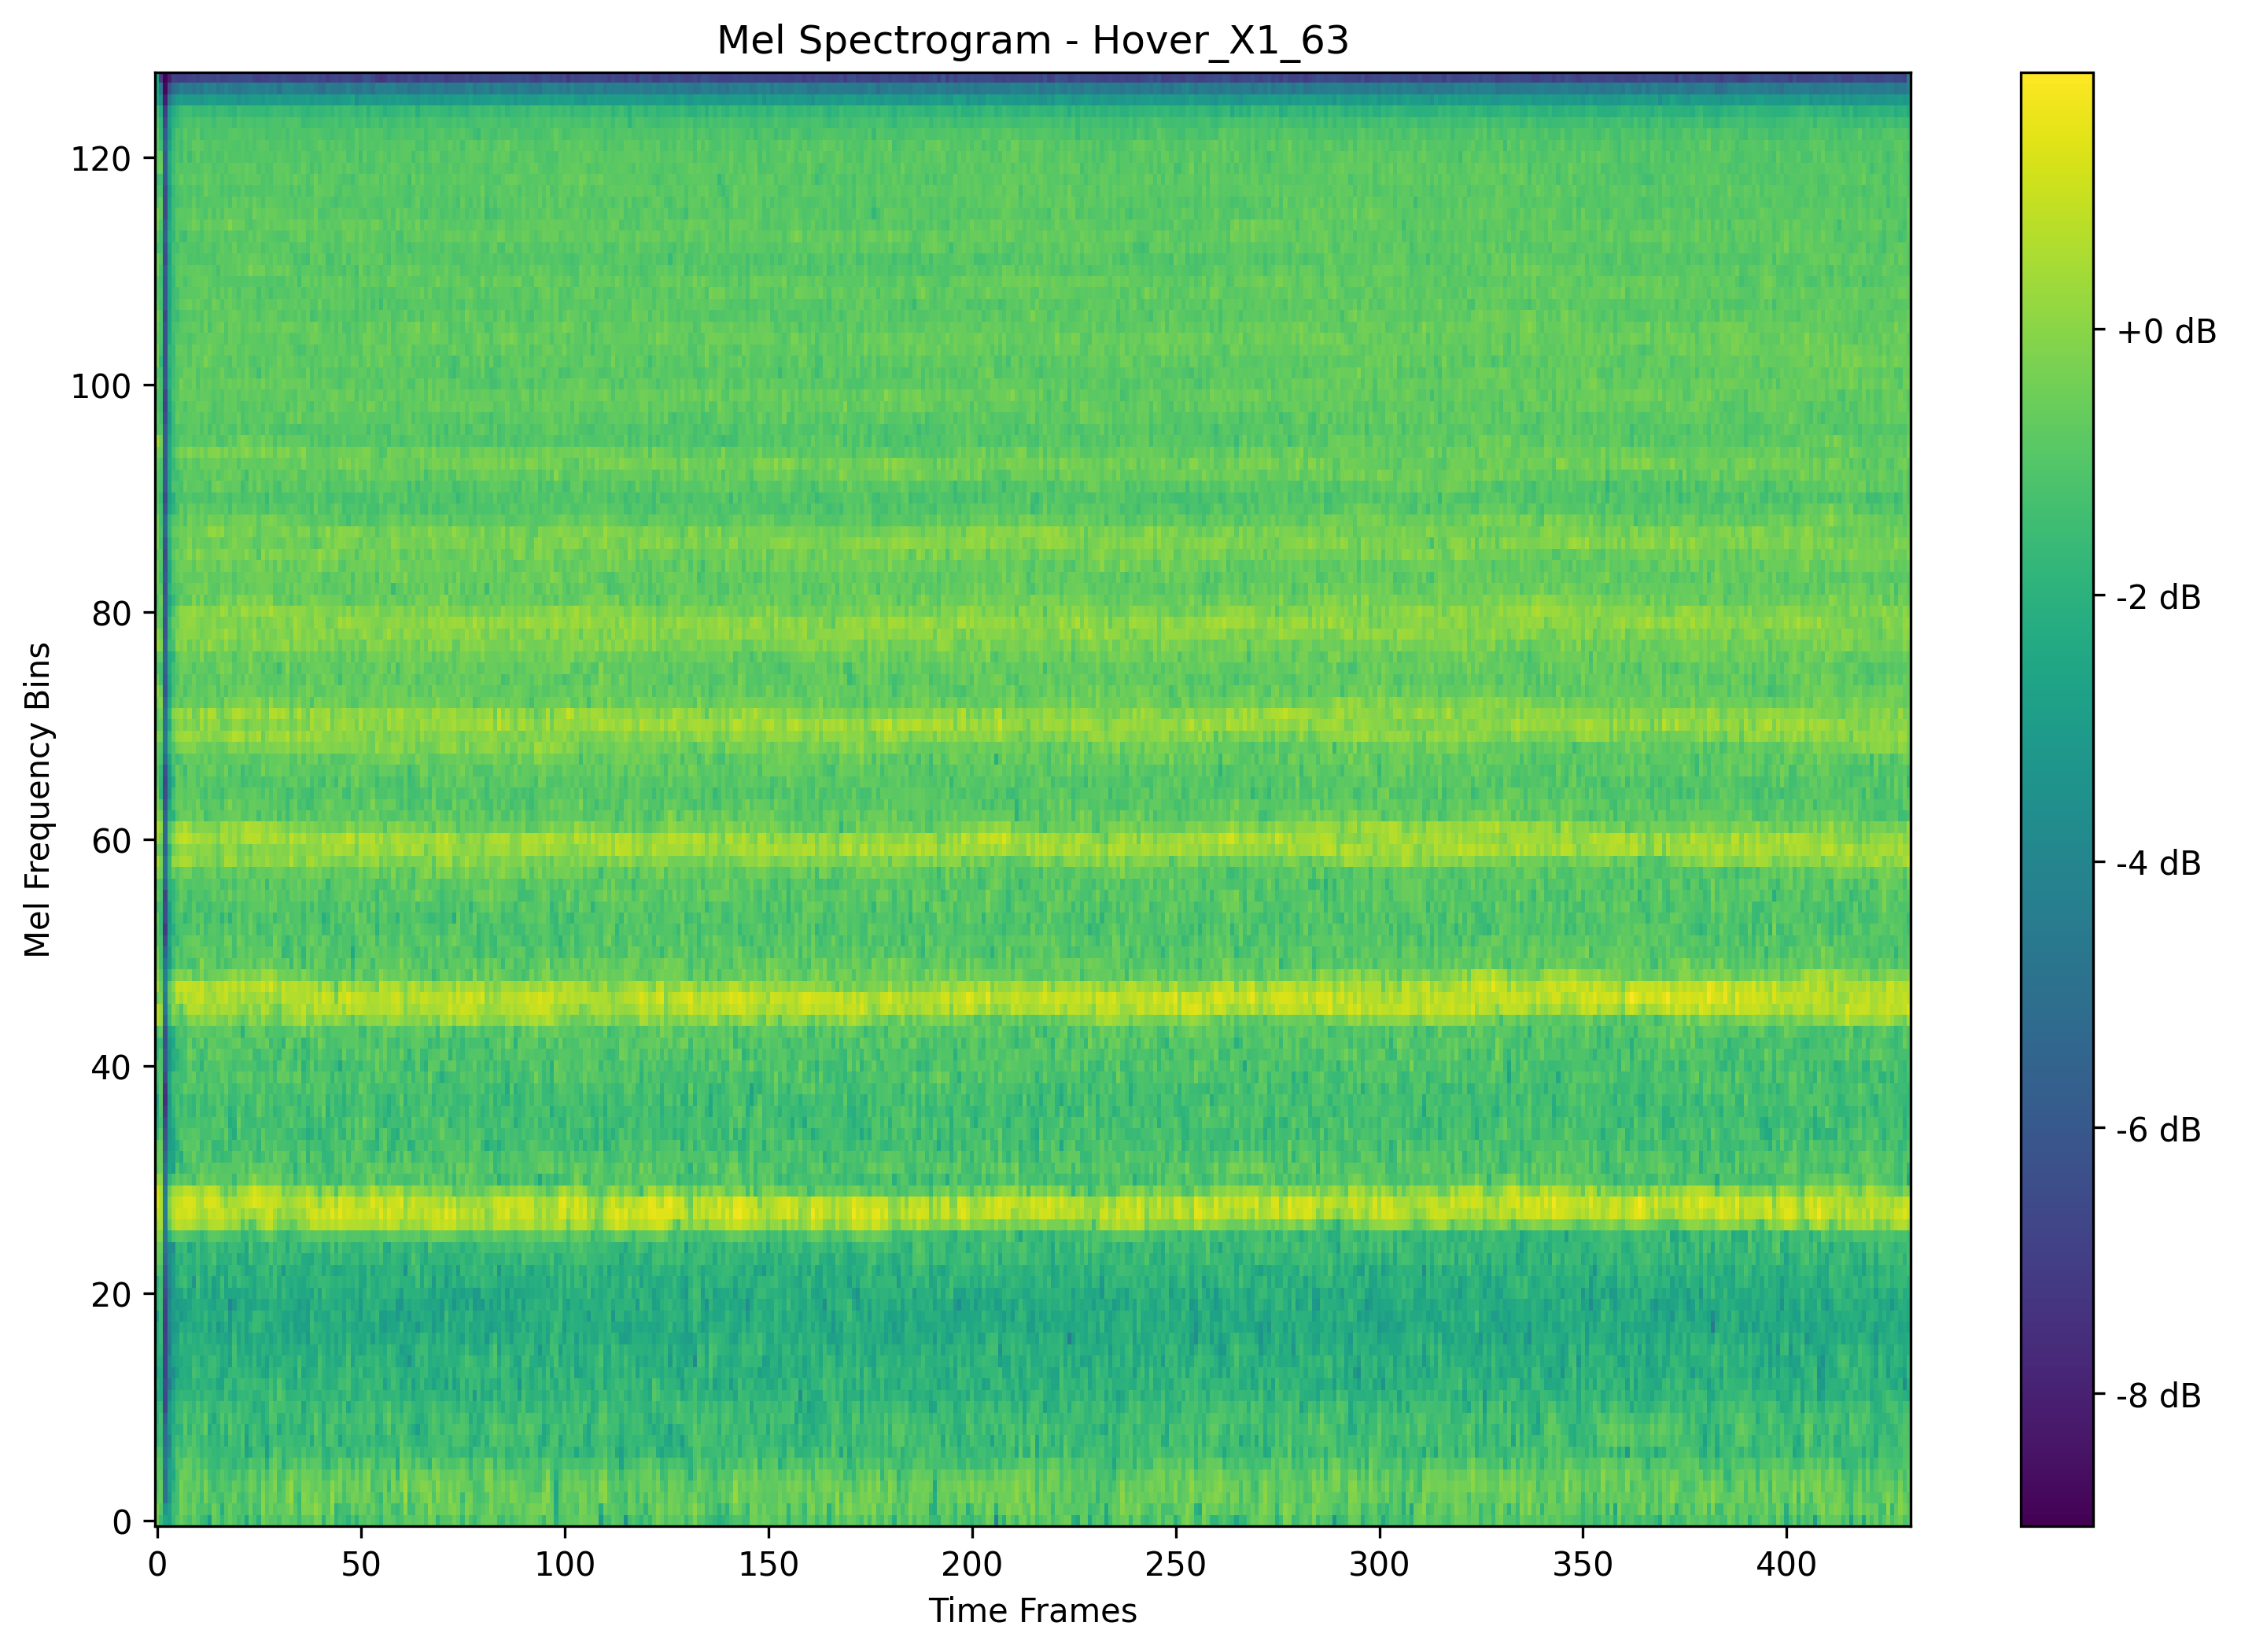 Mel Spectrogram - Hover_X1_63
Mel Frequency Bins
120
100
80
60
40
20
0
0 50 100 150 200 250 300 350 400
Time Frames
+0 dB
-2 dB
-4 dB
-6 dB
-8 dB